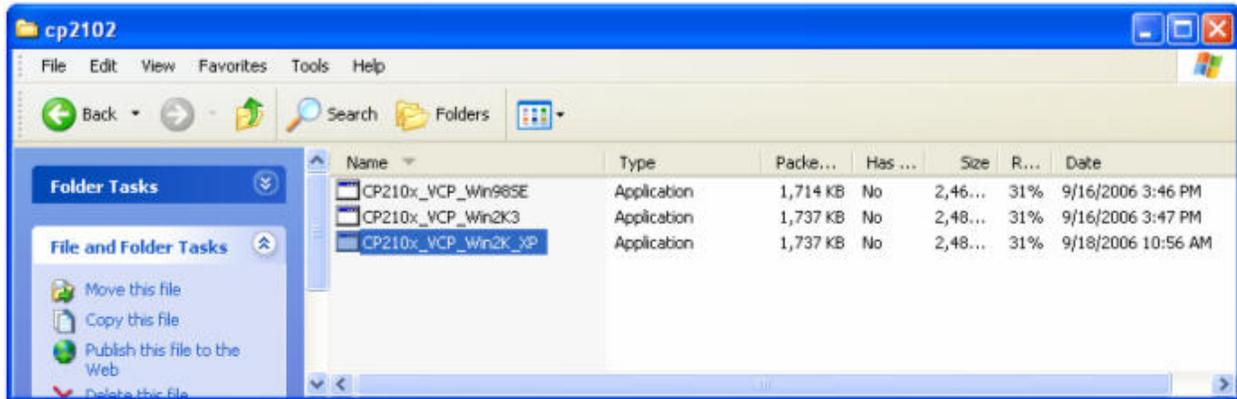 cp2102
File Edit View Favorites Tools Help
Back Search Folders
Name Type Packe... Has ... Size R... Date
Folder Tasks
CP210x_VCP_Win98SE Application 1,714 KB No 2,46... 31% 9/16/2006 3:46 PM
CP210x_VCP_Win2K3 Application 1,737 KB No 2,48... 31% 9/16/2006 3:47 PM
CP210x_VCP_Win2K_XP Application 1,737 KB No 2,48... 31% 9/18/2006 10:56 AM
File and Folder Tasks
Move this file
Copy this file
Publish this file to the
Web
Delete this file